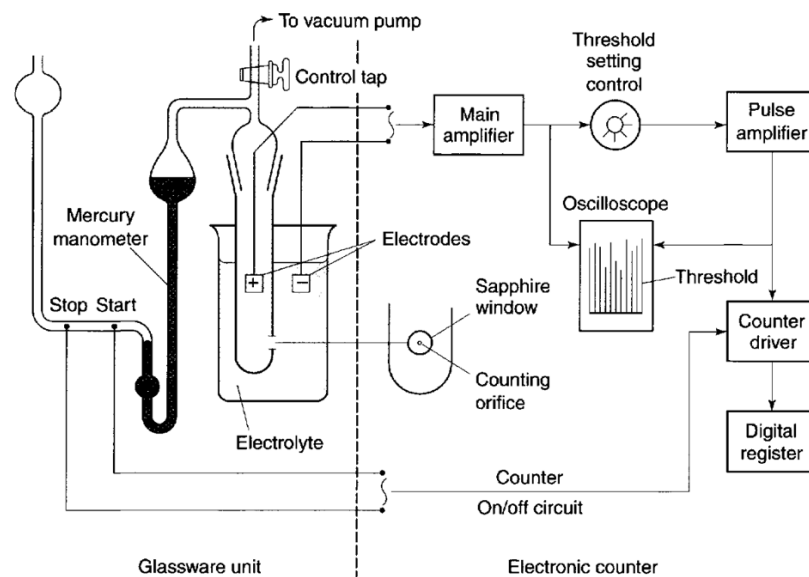 To vacuum pump
Control tap
Threshold
setting
control
Main
amplifier
Pulse
amplifier
Mercury
manometer
Electrodes
Oscilloscope
Threshold
Stop Start
+
−
Sapphire
window
Counting
orifice
Counter
driver
Electrolyte
Digital
register
Counter
On/off circuit
Glassware unit
Electronic counter